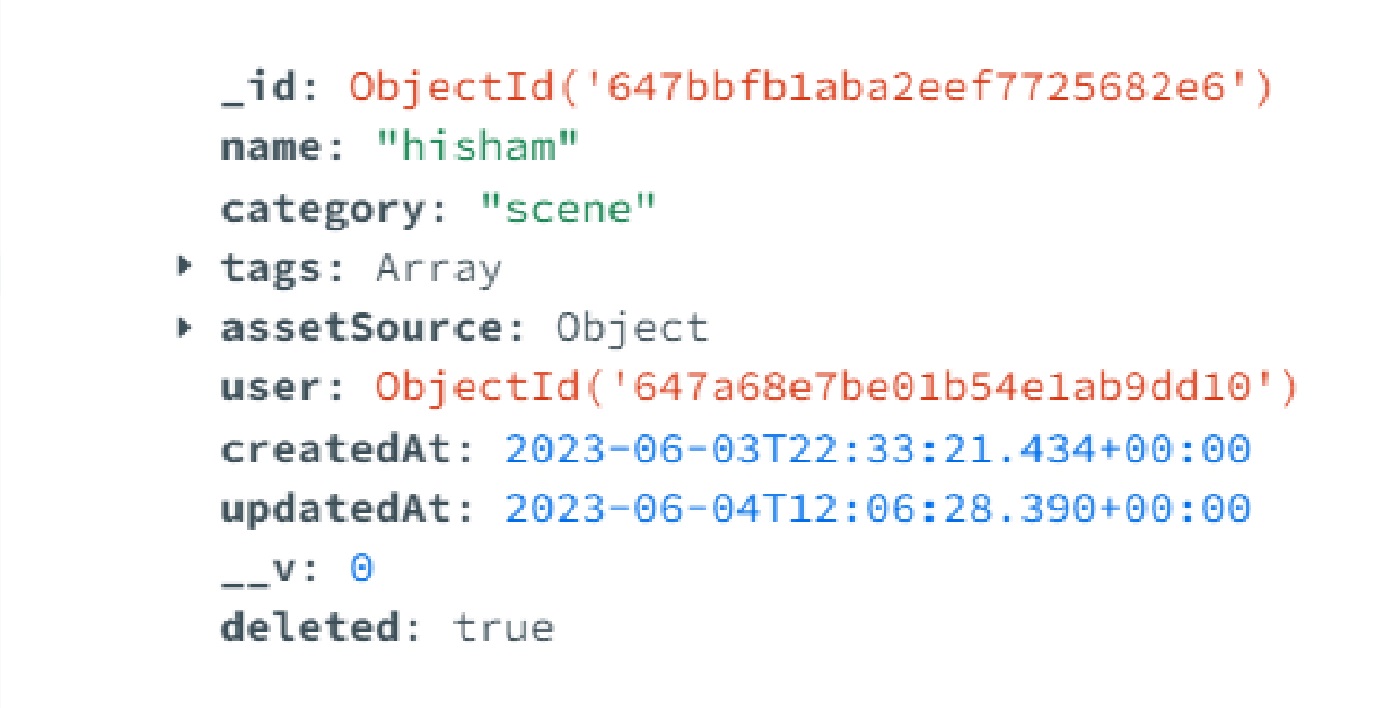 _id: ObjectId('647bbfb1aba2eef7725682e6')
name: "hisham"
category: "scene"
tags: Array
assetSource: Object
user: ObjectId('647a68e7be01b54e1ab9dd10')
createdAt: 2023-06-03T22:33:21.434+00:00
updatedAt: 2023-06-04T12:06:28.390+00:00
__v: 0
deleted: true